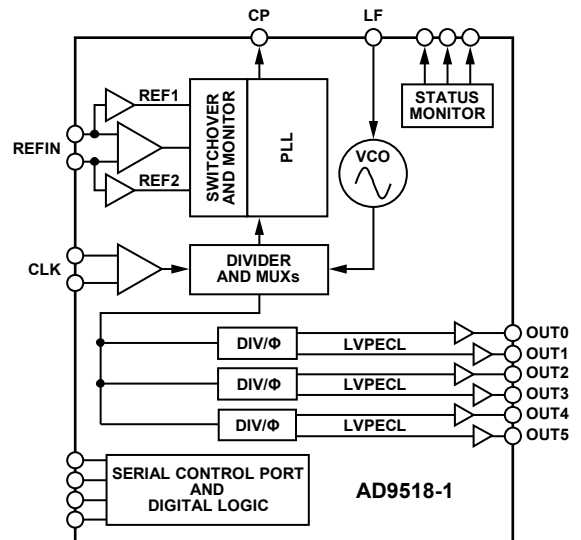 CP
LF
REF1
REFIN
REF2
SWITCHOVER
AND MONITOR
PLL
STATUS
MONITOR
VCO
CLK
DIVIDER
AND MUXs
DIV/Φ
LVPECL
OUT0
OUT1
DIV/Φ
LVPECL
OUT2
OUT3
DIV/Φ
LVPECL
OUT4
OUT5
SERIAL CONTROL PORT
AND
DIGITAL LOGIC
AD9518-1